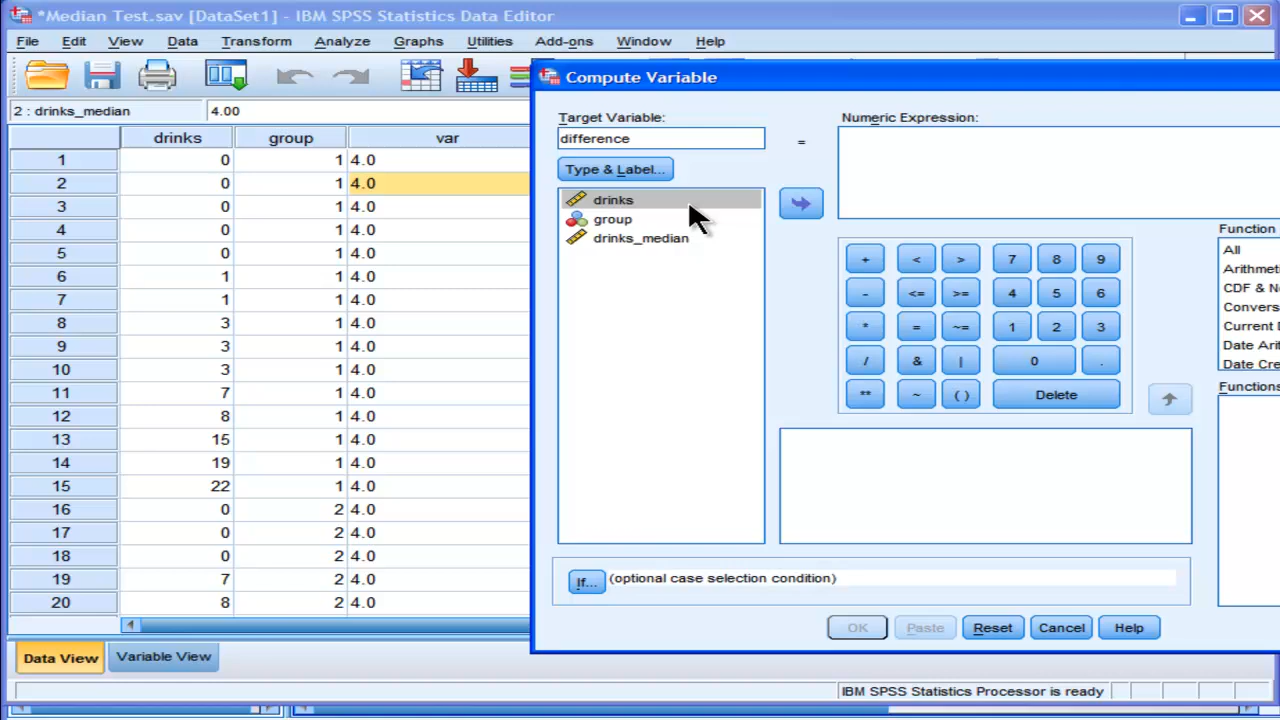 *Median Test.sav [DataSet1] - IBM SPSS Statistics Data Editor
File Edit View Data Transform Analyze Graphs Utilities Add-ons Window Help
2 : drinks_median 4.00
drinks group var
1 0 1 4.0
2 0 1 4.0
3 0 1 4.0
4 0 1 4.0
5 0 1 4.0
6 1 1 4.0
7 1 1 4.0
8 3 1 4.0
9 3 1 4.0
10 3 1 4.0
11 7 1 4.0
12 8 1 4.0
13 15 1 4.0
14 19 1 4.0
15 22 1 4.0
16 0 2 4.0
17 0 2 4.0
18 0 2 4.0
19 7 2 4.0
20 8 2 4.0
Data View Variable View
IBM SPSS Statistics Processor is ready
Compute Variable
Target Variable:
difference
=
Numeric Expression:
Type & Label...
drinks
group
drinks_median
+ < > 7 8 9
- <= >= 4 5 6
* = ~= 1 2 3
/ & | 0 .
** ~ ( ) Delete
Function
All
Arithmet
CDF & N
Convers
Current D
Date Arit
Date Cre
Functions
If... (optional case selection condition)
OK Paste Reset Cancel Help